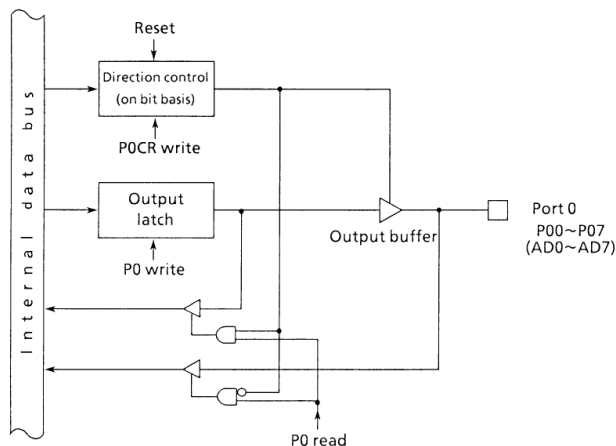 Reset
Direction control
(on bit basis)
P0CR write
Internal data bus
Output
latch
Output buffer
P0 write
Port 0
P00~P07
(AD0~AD7)
P0 read